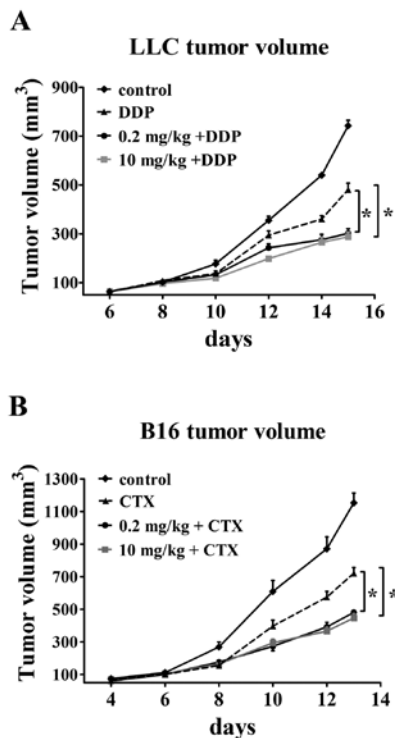 A
LLC tumor volume
Tumor volume (mm³)
900
700
500
300
100
control
DDP
0.2 mg/kg +DDP
10 mg/kg +DDP
*
*
6
8
10
12
14
16
days
B
B16 tumor volume
Tumor volume (mm³)
1300
1100
900
700
500
300
100
control
CTX
0.2 mg/kg + CTX
10 mg/kg + CTX
*
*
4
6
8
10
12
14
days